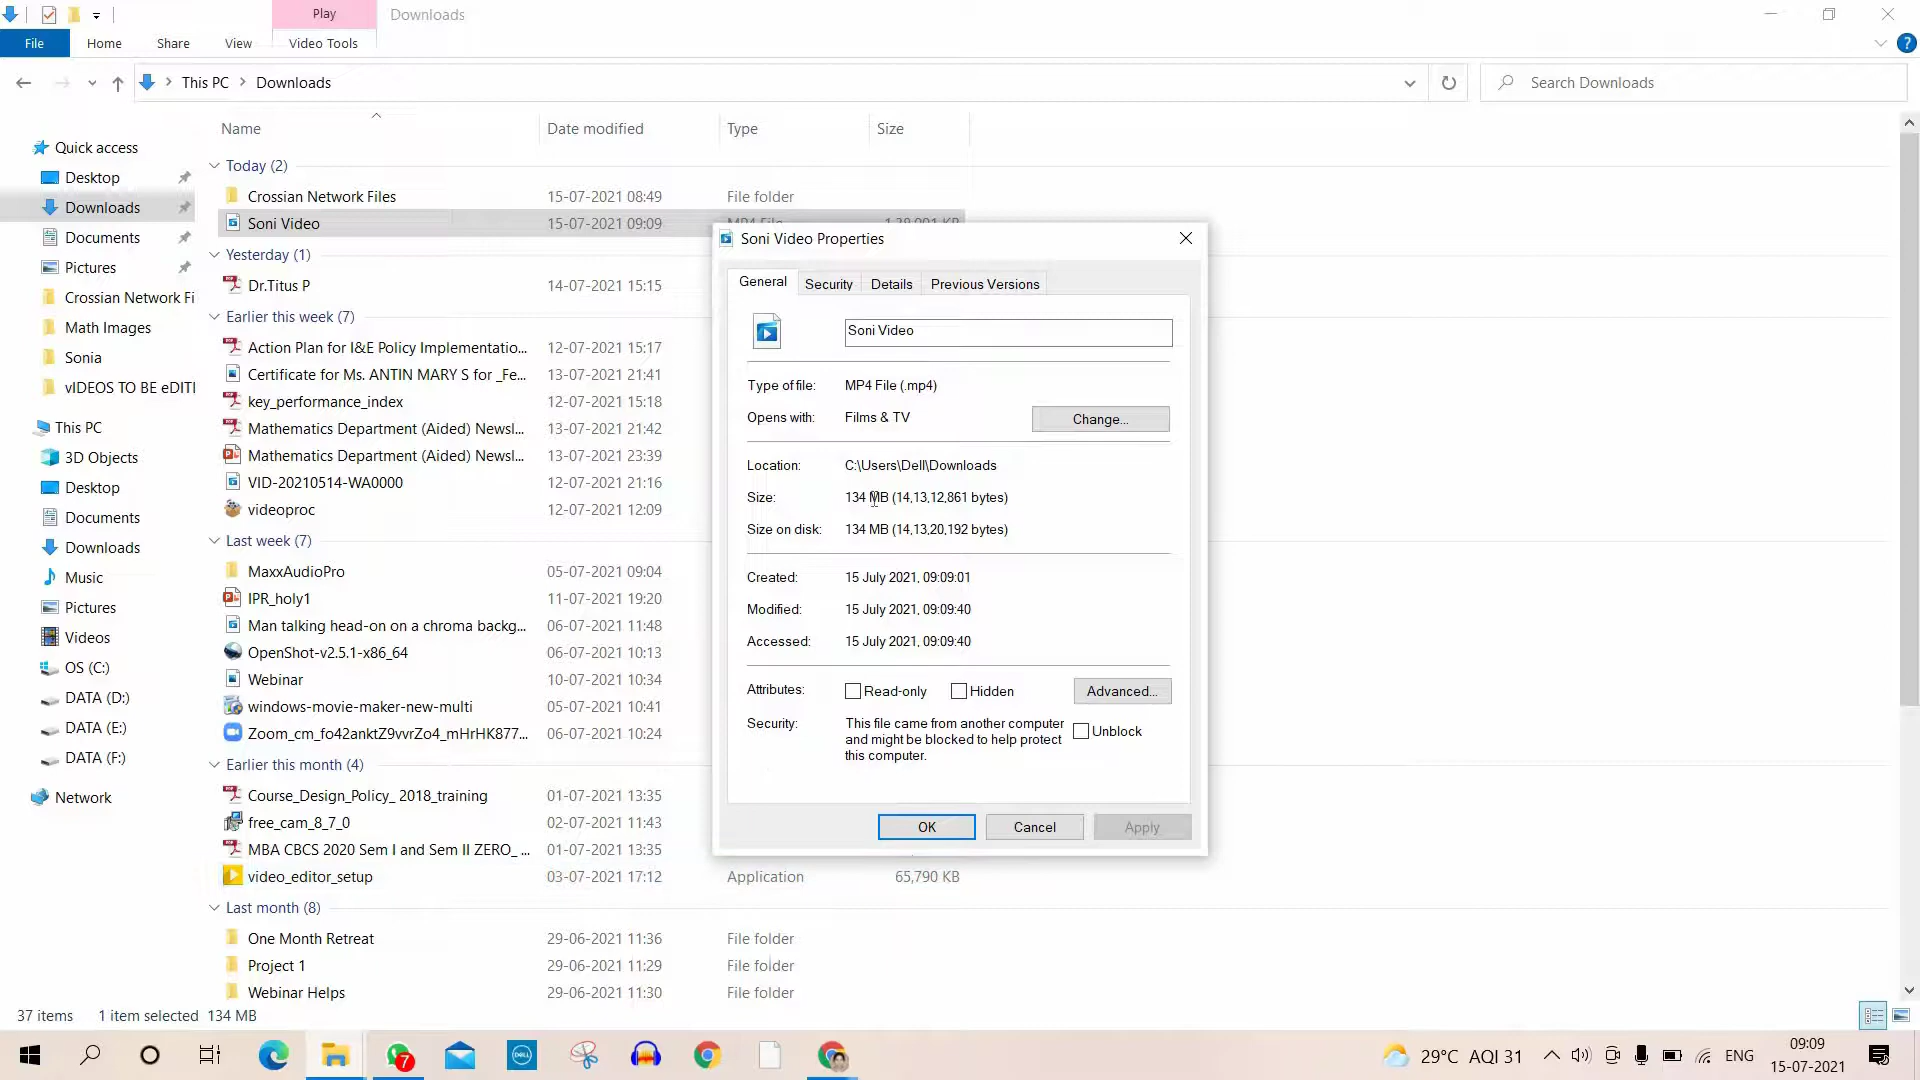 Play
Downloads
File
Home
Share
View
Video Tools
This PC
Downloads
Search Downloads
Name
Date modified
Type
Size
Quick access
Desktop
Downloads
Documents
Pictures
Crossian Network Fi
Math Images
Sonia
vIDEOS TO BE eDITI
This PC
3D Objects
Desktop
Documents
Downloads
Music
Pictures
Videos
OS (C:)
DATA (D:)
DATA (E:)
DATA (F:)
Network
Today (2)
Crossian Network Files 15-07-2021 08:49 File folder
Soni Video 15-07-2021 09:09 MP4 File 1,38,001 KB
Yesterday (1)
Dr.Titus P 14-07-2021 15:15
Earlier this week (7)
Action Plan for I&E Policy Implementatio... 12-07-2021 15:17
Certificate for Ms. ANTIN MARY S for _Fe... 13-07-2021 21:41
key_performance_index 12-07-2021 15:18
Mathematics Department (Aided) Newsl... 13-07-2021 21:42
Mathematics Department (Aided) Newsl... 13-07-2021 23:39
VID-20210514-WA0000 12-07-2021 21:16
videoproc 12-07-2021 12:09
Last week (7)
MaxxAudioPro 05-07-2021 09:04
IPR_holy1 11-07-2021 19:20
Man talking head-on on a chroma backg... 06-07-2021 11:48
OpenShot-v2.5.1-x86_64 06-07-2021 10:13
Webinar 10-07-2021 10:34
windows-movie-maker-new-multi 05-07-2021 10:41
Zoom_cm_fo42anktZ9vvrZo4_mHrHK877... 06-07-2021 10:24
Earlier this month (4)
Course_Design_Policy_ 2018_training 01-07-2021 13:35
free_cam_8_7_0 02-07-2021 11:43
MBA CBCS 2020 Sem I and Sem II ZERO_ ... 01-07-2021 13:35
video_editor_setup 03-07-2021 17:12 Application 65,790 KB
Last month (8)
One Month Retreat 29-06-2021 11:36 File folder
Project 1 29-06-2021 11:29 File folder
Webinar Helps 29-06-2021 11:30 File folder
Soni Video Properties
General
Security
Details
Previous Versions
Soni Video
Type of file: MP4 File (.mp4)
Opens with: Films & TV
Change...
Location: C:\Users\Dell\Downloads
Size: 134 MB (14,13,12,861 bytes)
Size on disk: 134 MB (14,13,20,192 bytes)
Created: 15 July 2021, 09:09:01
Modified: 15 July 2021, 09:09:40
Accessed: 15 July 2021, 09:09:40
Attributes: Read-only Hidden Advanced...
Security: This file came from another computer
and might be blocked to help protect
this computer.
Unblock
OK
Cancel
Apply
37 items 1 item selected 134 MB
7
DELL
29°C AQI 31
ENG
09:09
15-07-2021